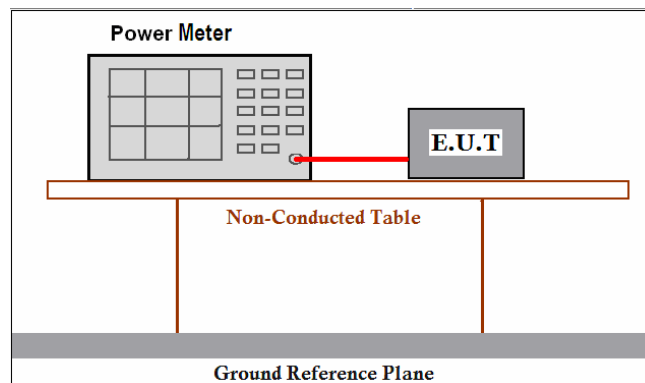 Power Meter
E.U.T
Non-Conducted Table
Ground Reference Plane